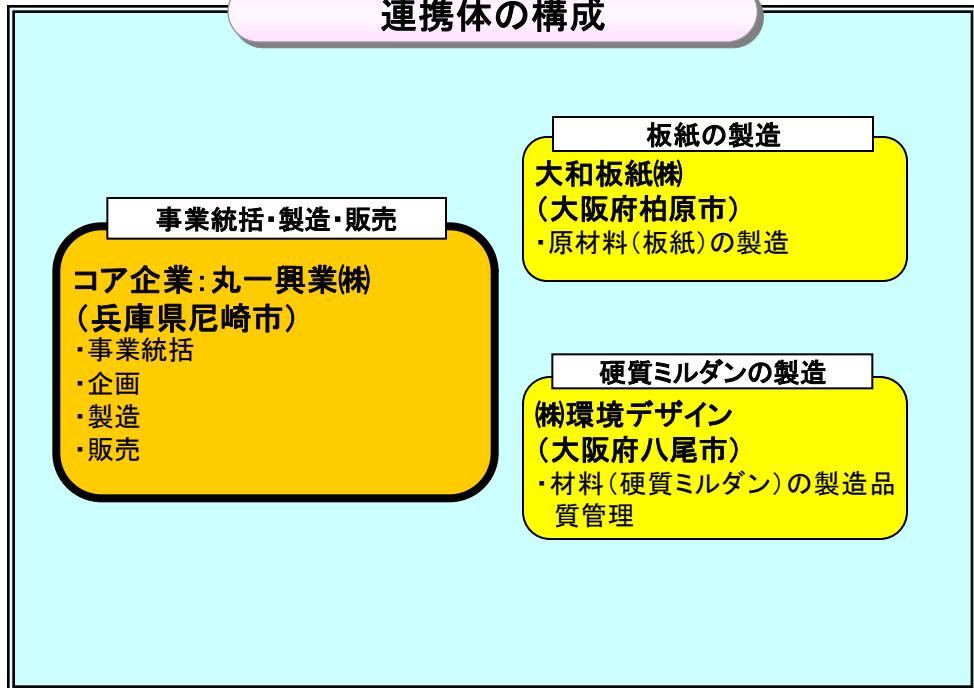 連携体の構成
事業統括・製造・販売
コア企業：丸一興業㈱
（兵庫県尼崎市）
・事業統括
・企画
・製造
・販売
板紙の製造
大和板紙㈱
（大阪府柏原市）
・原材料（板紙）の製造
硬質ミルダンの製造
㈱環境デザイン
（大阪府八尾市）
・材料（硬質ミルダン）の製造品
質管理